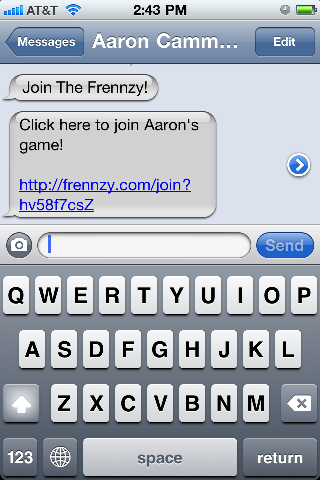 AT&T 2:43 PM
Messages Aaron Camm... Edit
Join The Frennzy!
Click here to join Aaron's
game!
http://frennzy.com/join?
hv58f7csZ
Send
Q W E R T Y U I O P
A S D F G H J K L
Z X C V B N M
123 space return